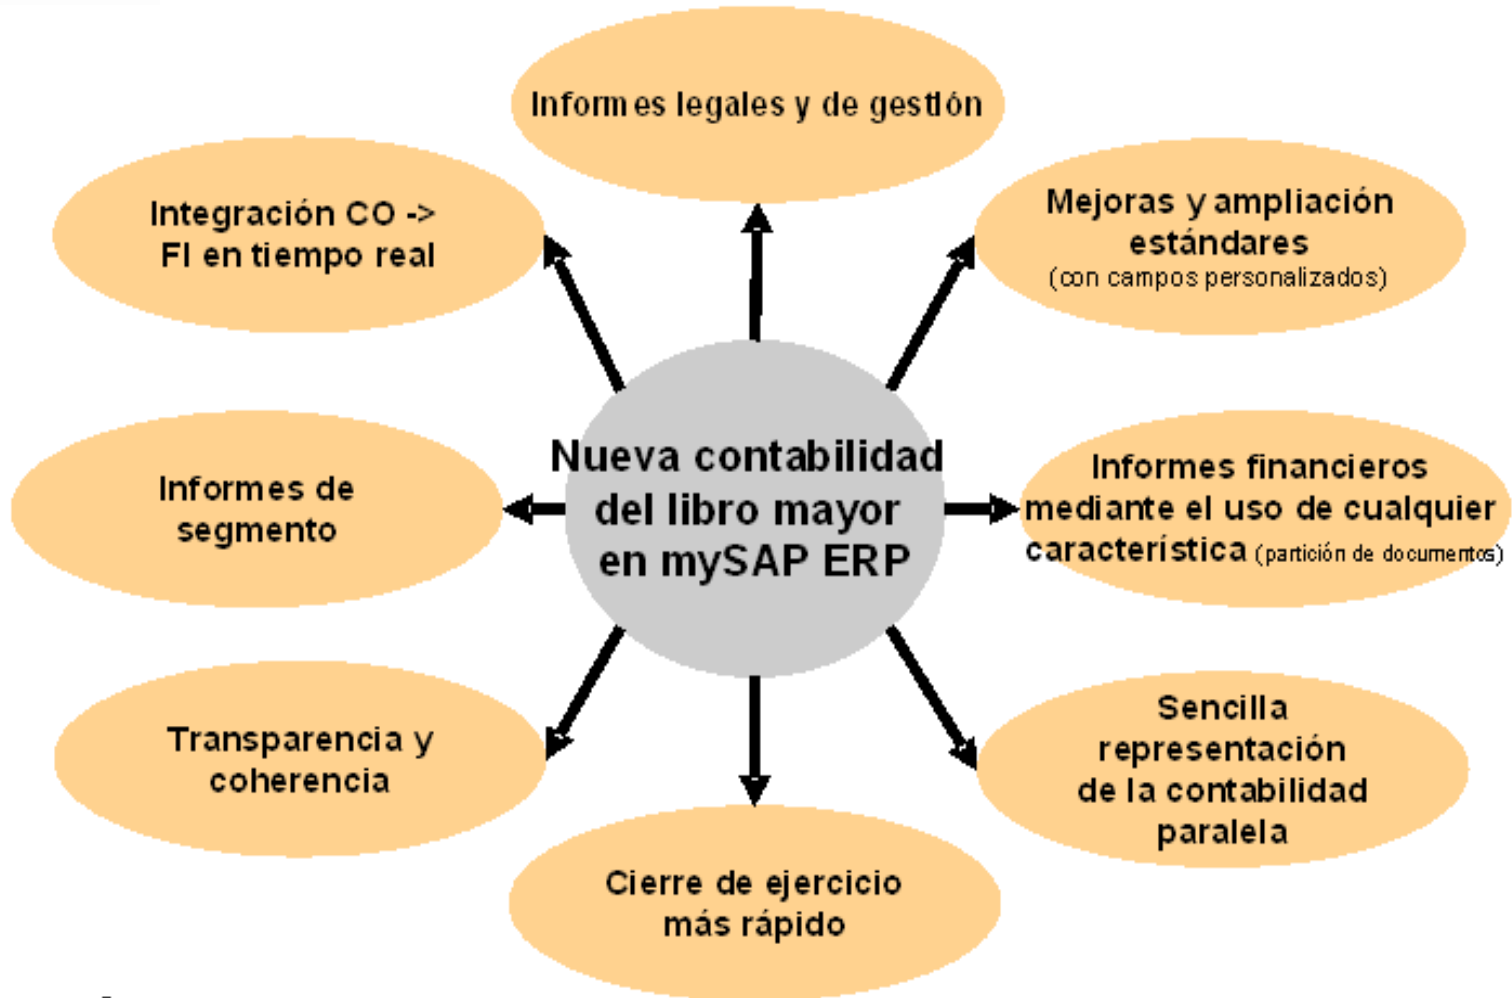 Informes legales y de gestión
Integración CO ->
FI en tiempo real
Mejoras y ampliación
estándares
(con campos personalizados)
Nueva contabilidad
del libro mayor
en mySAP ERP
Informes de
segmento
Informes financieros
mediante el uso de cualquier
característica (partición de documentos)
Transparencia y
coherencia
Sencilla
representación
de la contabilidad
paralela
Cierre de ejercicio
más rápido